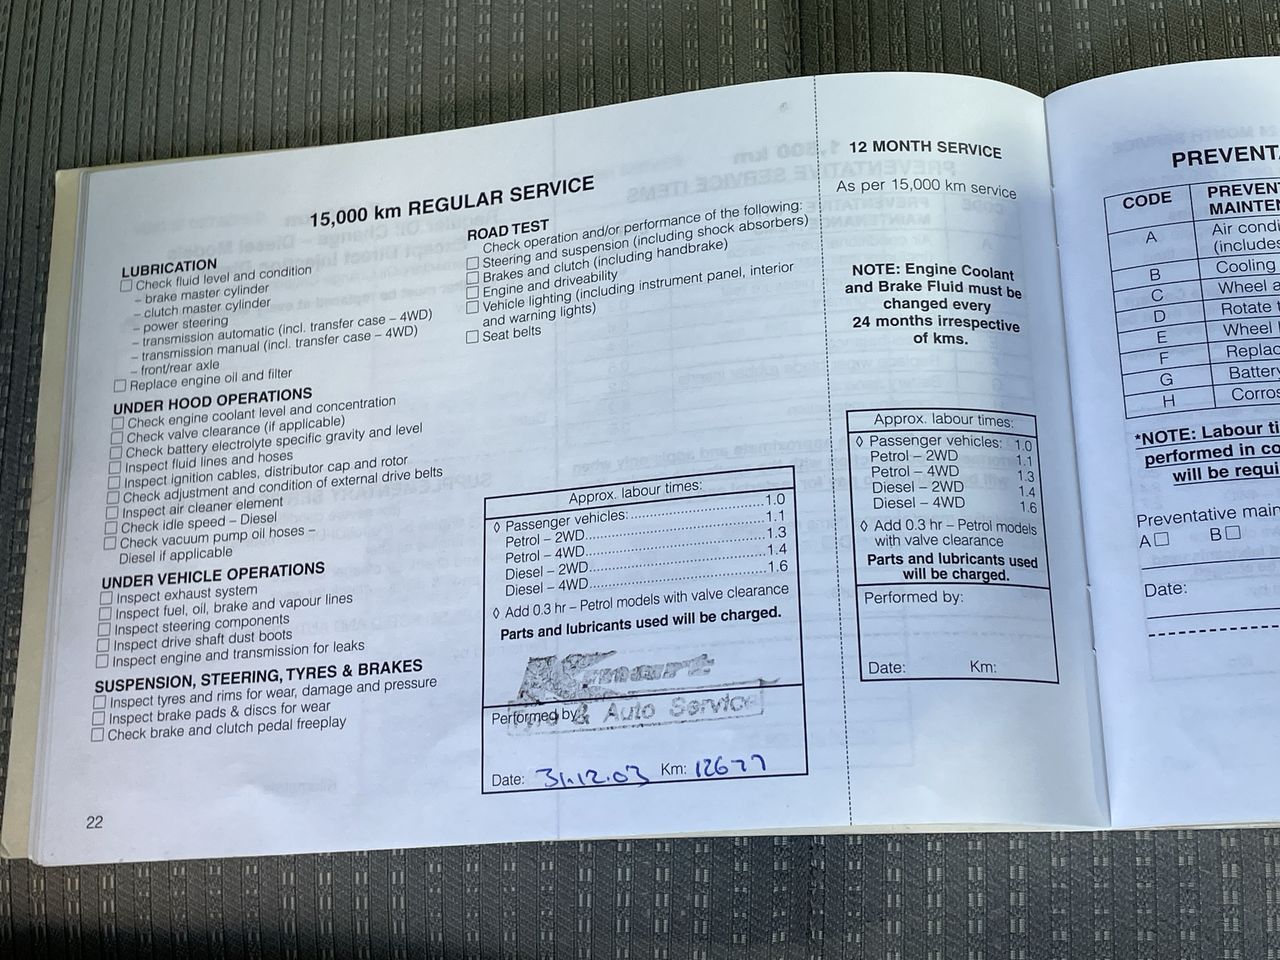 15,000 km REGULAR SERVICE
LUBRICATION
Check fluid level and condition
– brake master cylinder
– clutch master cylinder
– power steering
– transmission automatic (incl. transfer case – 4WD)
– transmission manual (incl. transfer case – 4WD)
– front/rear axle
Replace engine oil and filter
UNDER HOOD OPERATIONS
Check engine coolant level and concentration
Check valve clearance (if applicable)
Check battery electrolyte specific gravity and level
Inspect fluid lines and hoses
Inspect ignition cables, distributor cap and rotor
Check adjustment and condition of external drive belts
Inspect air cleaner element
Check idle speed – Diesel
Check vacuum pump oil hoses –
Diesel if applicable
UNDER VEHICLE OPERATIONS
Inspect exhaust system
Inspect fuel, oil, brake and vapour lines
Inspect steering components
Inspect drive shaft dust boots
Inspect engine and transmission for leaks
SUSPENSION, STEERING, TYRES & BRAKES
Inspect tyres and rims for wear, damage and pressure
Inspect brake pads & discs for wear
Check brake and clutch pedal freeplay
22
ROAD TEST
Check operation and/or performance of the following:
Steering and suspension (including shock absorbers)
Brakes and clutch (including handbrake)
Engine and driveability
Vehicle lighting (including instrument panel, interior
and warning lights)
Seat belts
Approx. labour times:
◊ Passenger vehicles: 1.0
Petrol – 2WD 1.1
Petrol – 4WD 1.3
Diesel – 2WD 1.4
Diesel – 4WD 1.6
◊ Add 0.3 hr – Petrol models with valve clearance
Parts and lubricants used will be charged.
Kmart
Tyre & Auto Service
Performed by
Date: 31.12.03 Km: 12677
12 MONTH SERVICE
As per 15,000 km service
NOTE: Engine Coolant
and Brake Fluid must be
changed every
24 months irrespective
of kms.
Approx. labour times:
◊ Passenger vehicles: 1.0
Petrol – 2WD 1.1
Petrol – 4WD 1.3
Diesel – 2WD 1.4
Diesel – 4WD 1.6
◊ Add 0.3 hr – Petrol models
with valve clearance
Parts and lubricants used
will be charged.
Performed by:
Date: Km:
PREVENTA
CODE PREVEN
MAINTEN
A Air condi
(includes
B Cooling
C Wheel a
D Rotate t
E Wheel
F Replac
G Battery
H Corros
*NOTE: Labour ti
performed in co
will be requi
Preventative main
A B
Date: